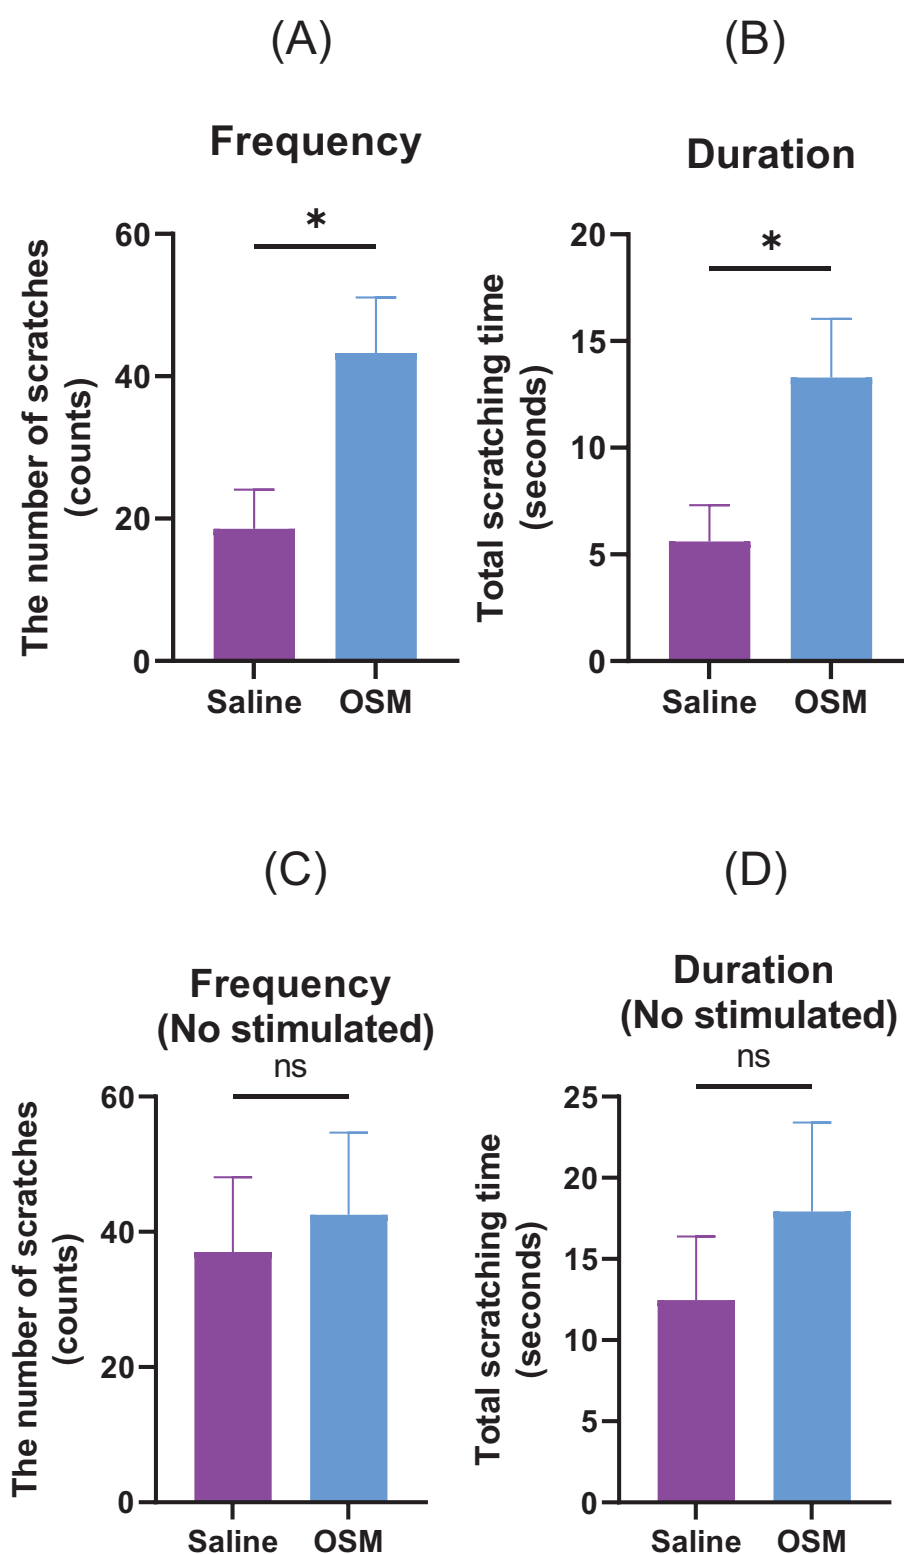 (A)
Frequency
*
The number of scratches
(counts)
60
40
20
0
Saline
OSM
(B)
Duration
*
Total scratching time
(seconds)
20
15
10
5
0
Saline
OSM
(C)
Frequency
(No stimulated)
ns
The number of scratches
(counts)
60
40
20
0
Saline
OSM
(D)
Duration
(No stimulated)
ns
Total scratching time
(seconds)
25
20
15
10
5
0
Saline
OSM